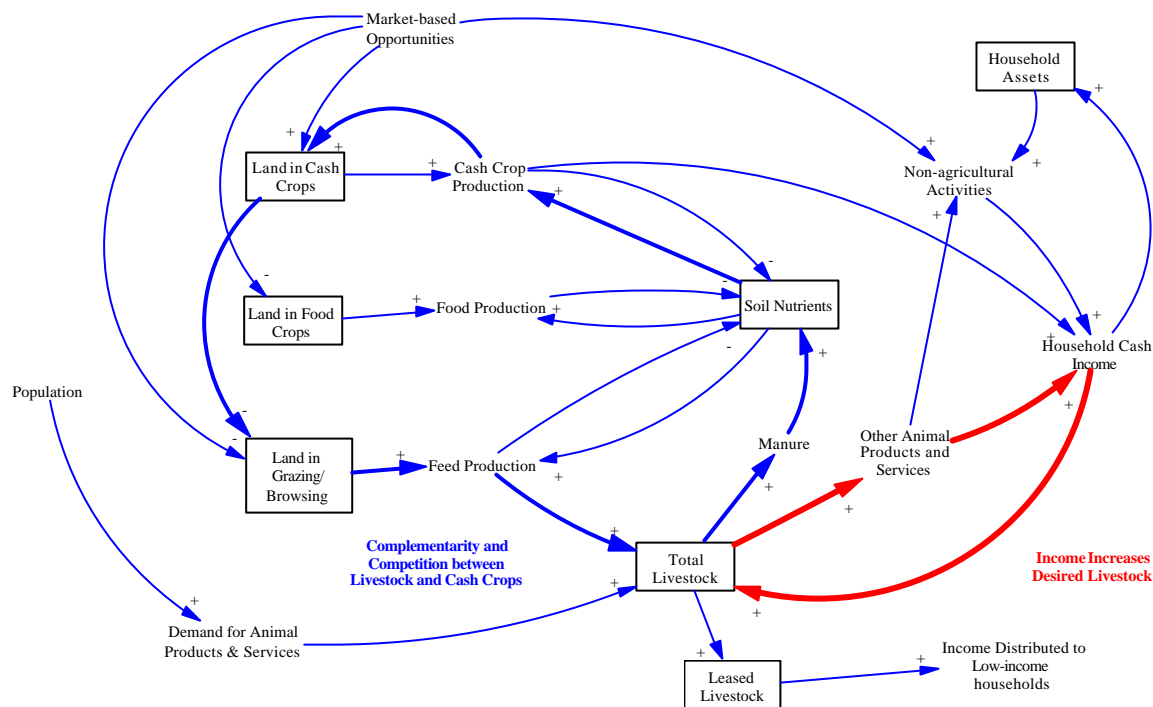 Market-based
Opportunities
Household
Assets
Land in Cash
Crops
Cash Crop
Production
Non-agricultural
Activities
Land in Food
Crops
Food Production
Soil Nutrients
Household Cash
Income
Population
Land in
Grazing/
Browsing
Feed Production
Manure
Other Animal
Products and
Services
Complementarity and
Competition between
Livestock and Cash Crops
Total
Livestock
Income Increases
Desired Livestock
Demand for Animal
Products & Services
Leased
Livestock
Income Distributed to
Low-income
households
+
+
+
+
+
+
+
-
-
-
+
+
+
+
+
-
-
-
+
+
+
+
+
+
+
+
+
+
+